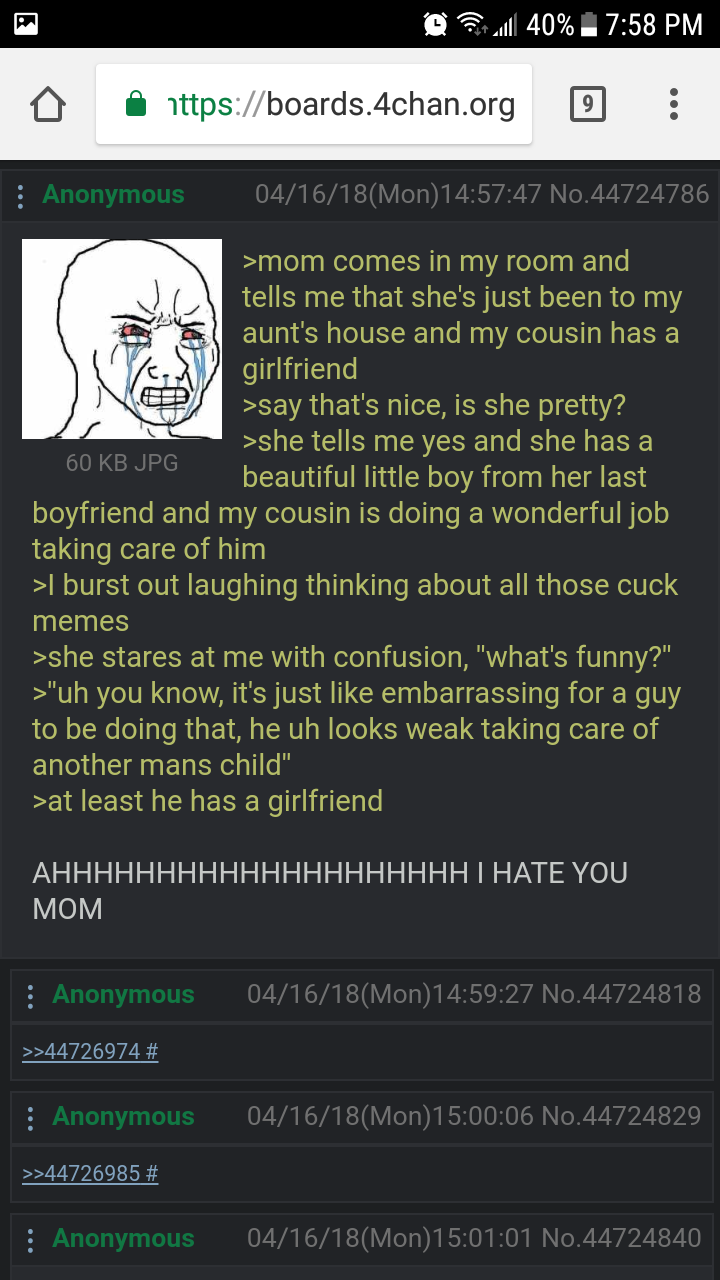 40% 7:58 PM
https://boards.4chan.org
9
Anonymous 04/16/18(Mon)14:57:47 No.44724786
>mom comes in my room and
tells me that she's just been to my
aunt's house and my cousin has a
girlfriend
>say that's nice, is she pretty?
>she tells me yes and she has a
beautiful little boy from her last
60 KB JPG
boyfriend and my cousin is doing a wonderful job
taking care of him
>I burst out laughing thinking about all those cuck
memes
>she stares at me with confusion, "what's funny?"
>"uh you know, it's just like embarrassing for a guy
to be doing that, he uh looks weak taking care of
another mans child"
>at least he has a girlfriend
AHHHHHHHHHHHHHHHHHHHH I HATE YOU
MOM
Anonymous 04/16/18(Mon)14:59:27 No.44724818
>>44726974 #
Anonymous 04/16/18(Mon)15:00:06 No.44724829
>>44726985 #
Anonymous 04/16/18(Mon)15:01:01 No.44724840